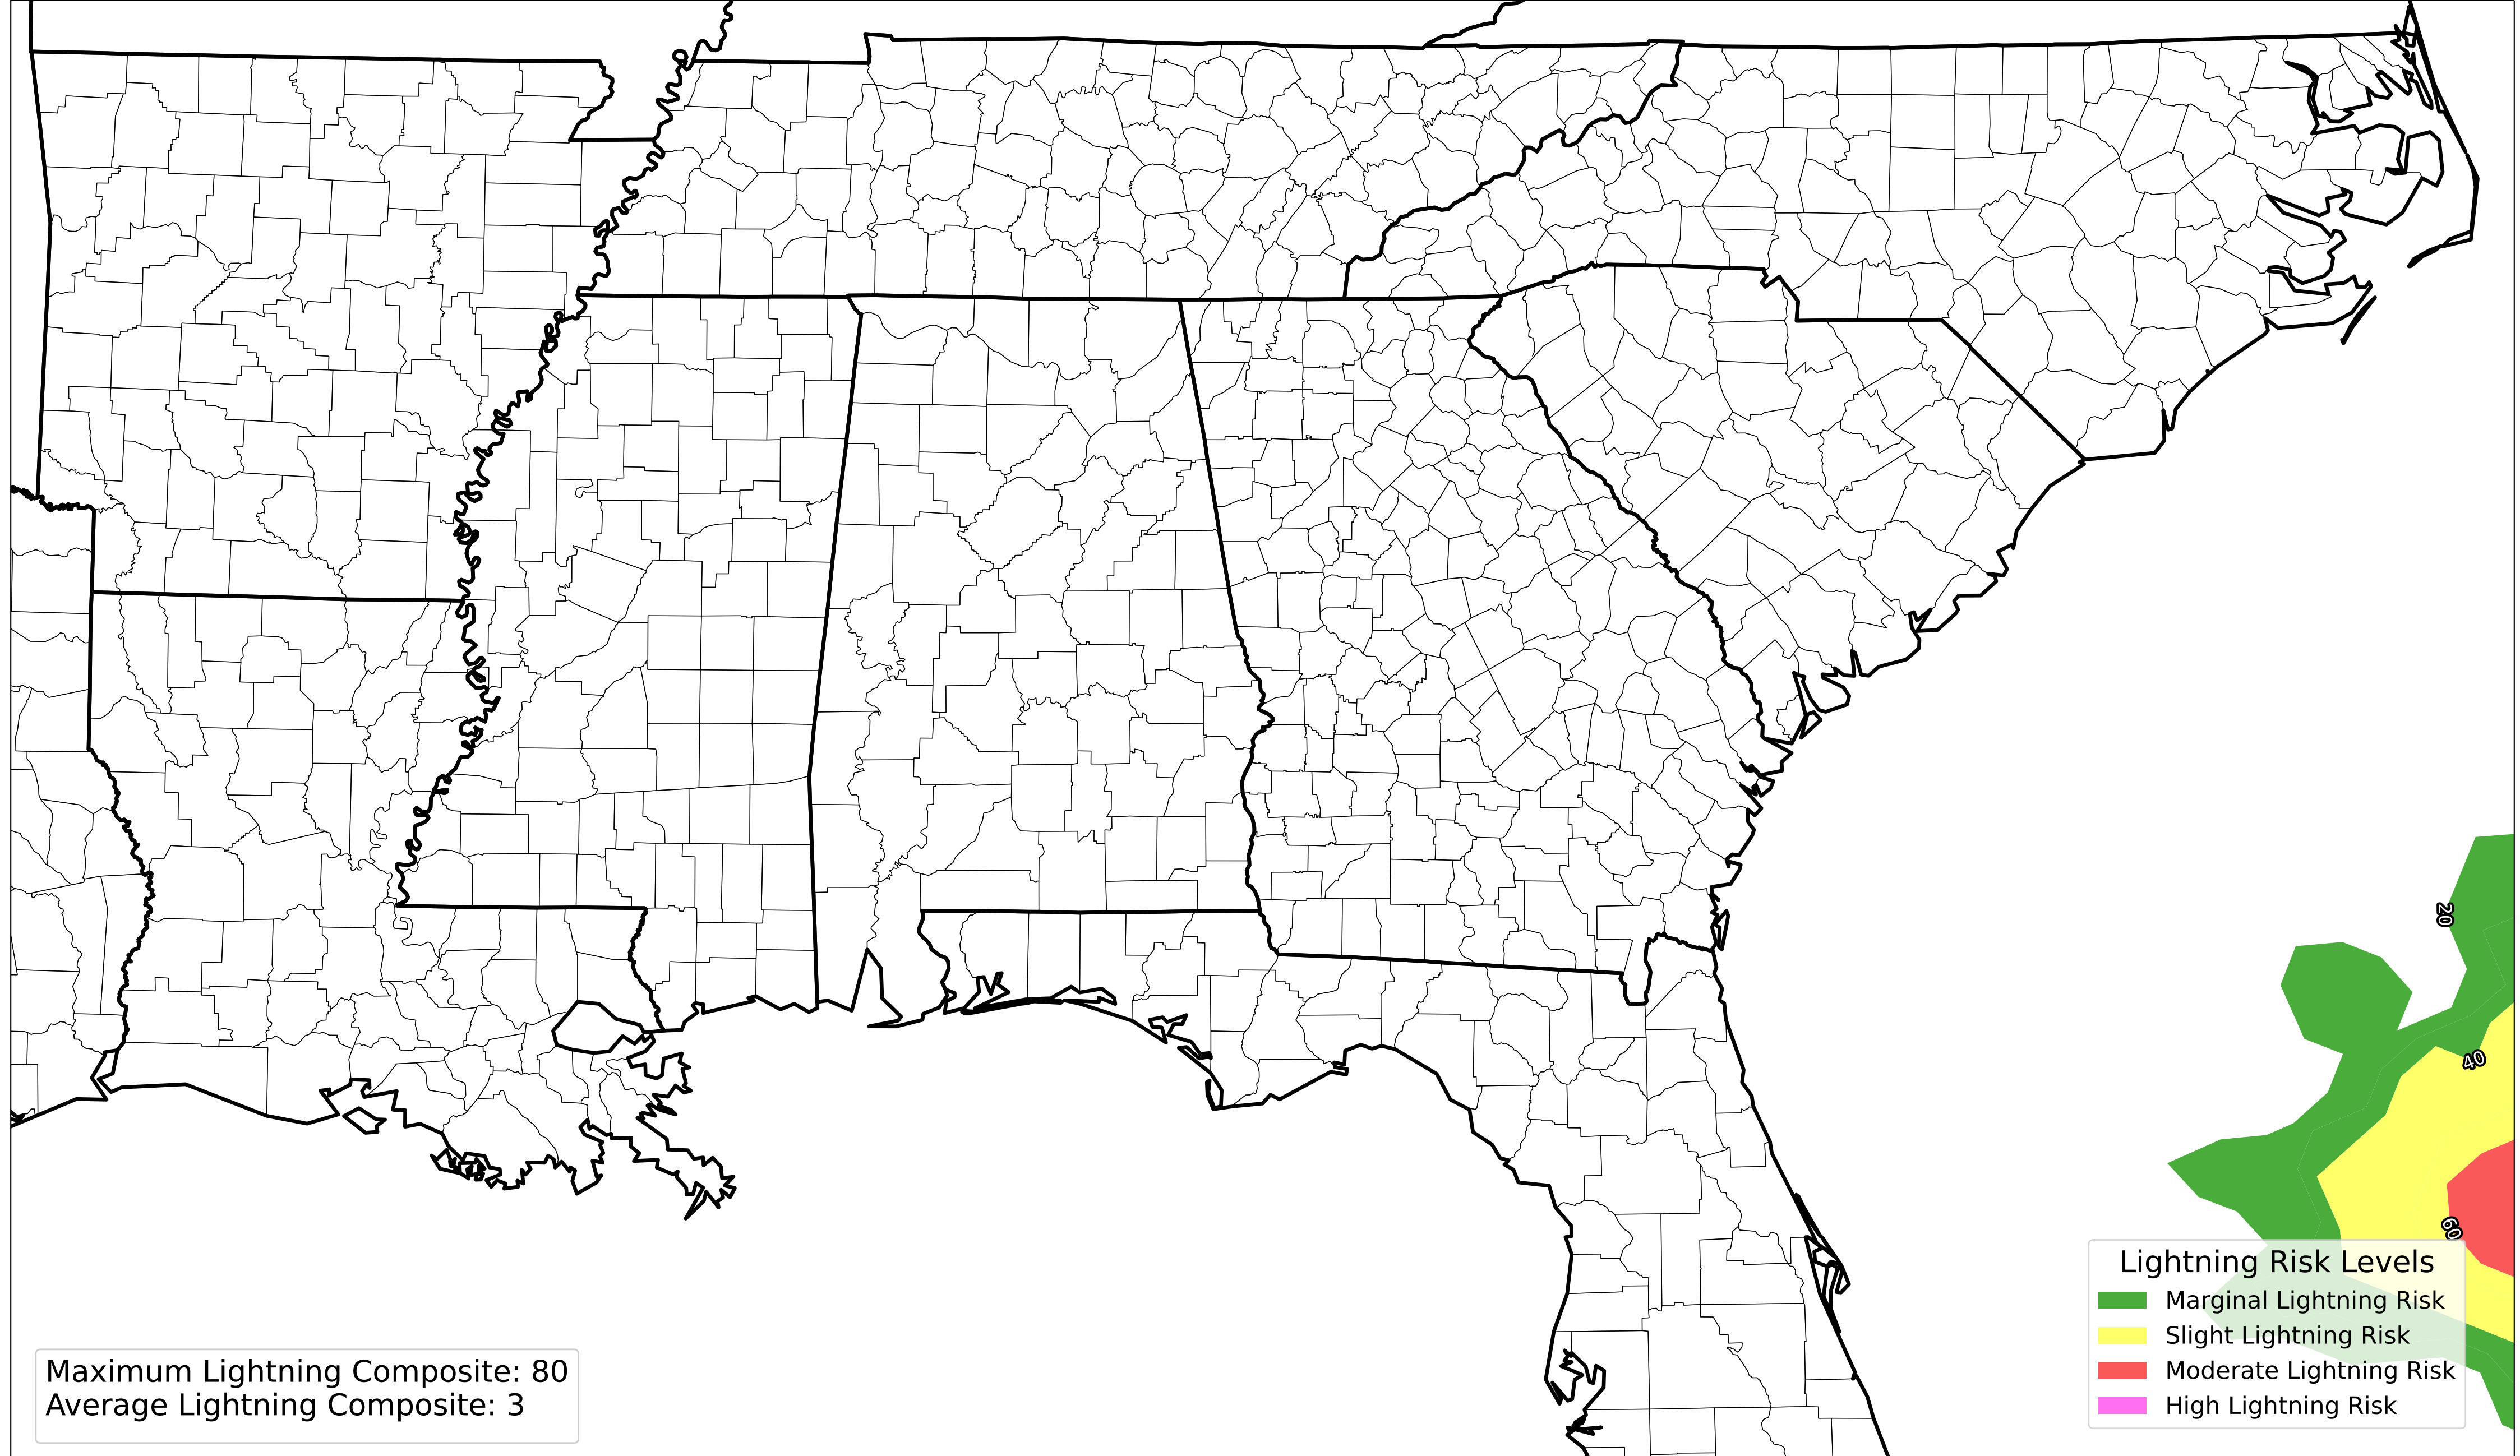 20
40
60
Lightning Risk Levels
Marginal Lightning Risk
Slight Lightning Risk
Moderate Lightning Risk
High Lightning Risk
Maximum Lightning Composite: 80
Average Lightning Composite: 3